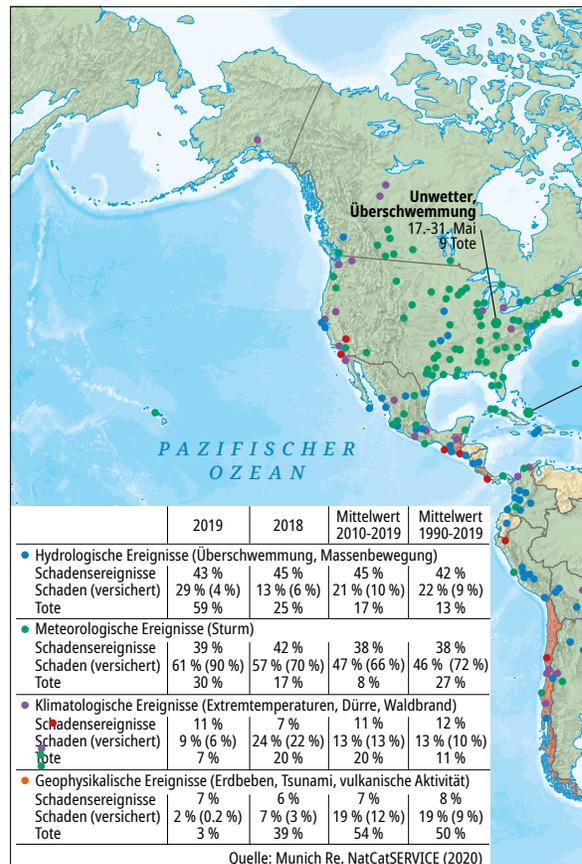 Unwetter,
Überschwemmung
17.-31. Mai
9 Tote
PAZIFISCHER
OZEAN
2019 2018 Mittelwert 2010-2019 Mittelwert 1990-2019
Hydrologische Ereignisse (Überschwemmung, Massenbewegung)
Schadensereignisse 43 % 45 % 45 % 42 %
Schaden (versichert) 29 % (4 %) 13 % (6 %) 21 % (10 %) 22 % (9 %)
Tote 59 % 25 % 17 % 13 %
Meteorologische Ereignisse (Sturm)
Schadensereignisse 39 % 42 % 38 % 38 %
Schaden (versichert) 61 % (90 %) 57 % (70 %) 47 % (66 %) 46 % (72 %)
Tote 30 % 17 % 8 % 27 %
Klimatologische Ereignisse (Extremtemperaturen, Dürre, Waldbrand)
Schadensereignisse 11 % 7 % 11 % 12 %
Schaden (versichert) 9 % (6 %) 24 % (22 %) 13 % (13 %) 13 % (10 %)
Tote 7 % 20 % 20 % 11 %
Geophysikalische Ereignisse (Erdbeben, Tsunami, vulkanische Aktivität)
Schadensereignisse 7 % 6 % 7 % 8 %
Schaden (versichert) 2 % (0.2 %) 7 % (3 %) 19 % (12 %) 19 % (9 %)
Tote 3 % 39 % 54 % 50 %
Quelle: Munich Re, NatCatSERVICE (2020)